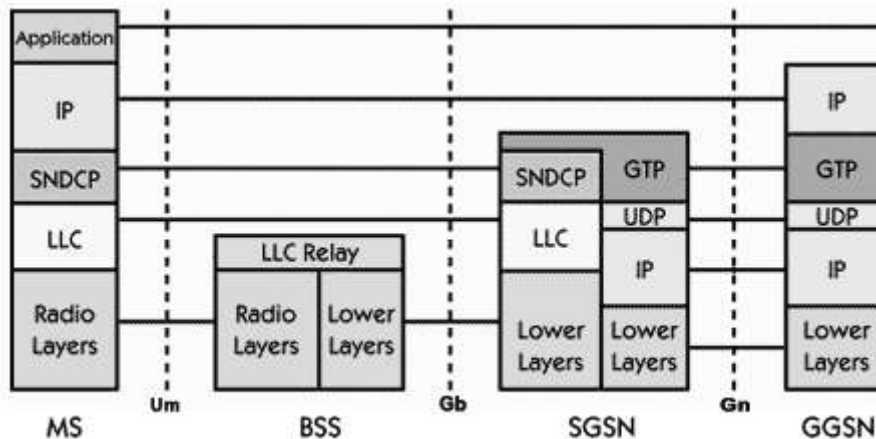 Application
IP
SNDCP
LLC
Radio
Layers
MS
Um
LLC Relay
Radio
Layers
Lower
Layers
BSS
Gb
SNDCP
GTP
LLC
UDP
IP
Lower
Layers
Lower
Layers
SGSN
Gn
IP
GTP
UDP
IP
Lower
Layers
GGSN